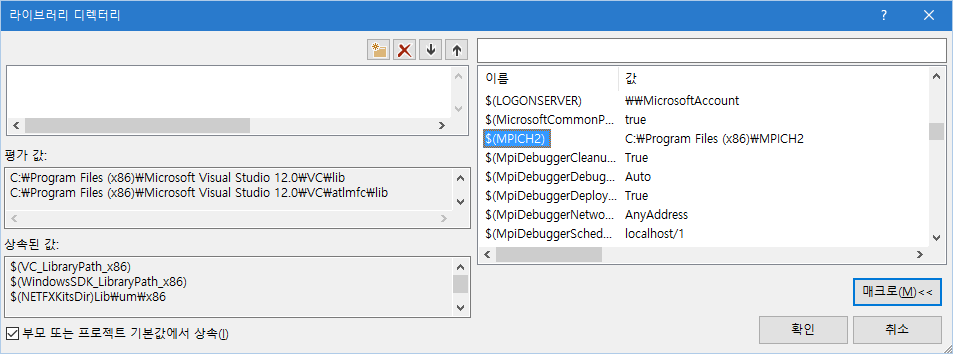 라이브러리 디렉터리
평가 값:
C:₩Program Files (x86)₩Microsoft Visual Studio 12.0₩VC₩lib
C:₩Program Files (x86)₩Microsoft Visual Studio 12.0₩VC₩atlmfc₩lib
상속된 값:
$(VC_LibraryPath_x86)
$(WindowsSDK_LibraryPath_x86)
$(NETFXKitsDir)Lib₩um₩x86
부모 또는 프로젝트 기본값에서 상속(I)
이름 값
$(LOGONSERVER) ₩₩MicrosoftAccount
$(MicrosoftCommonP... true
$(MPICH2) C:₩Program Files (x86)₩MPICH2
$(MpiDebuggerCleanu... True
$(MpiDebuggerDebug... Auto
$(MpiDebuggerDeploy... True
$(MpiDebuggerNetwo... AnyAddress
$(MpiDebuggerSched... localhost/1
매크로(M)<<
확인 취소